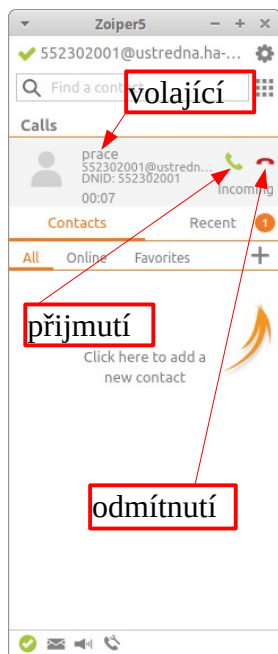 Zoiper5
552302001@ustredna.ha-...
Find a conta
volající
Calls
prace
552302001@ustredn...
DNID: 552302001
00:07
Incoming
Contacts Recent 1
All Online Favorites
přijmutí
Click here to add a
new contact
odmítnutí